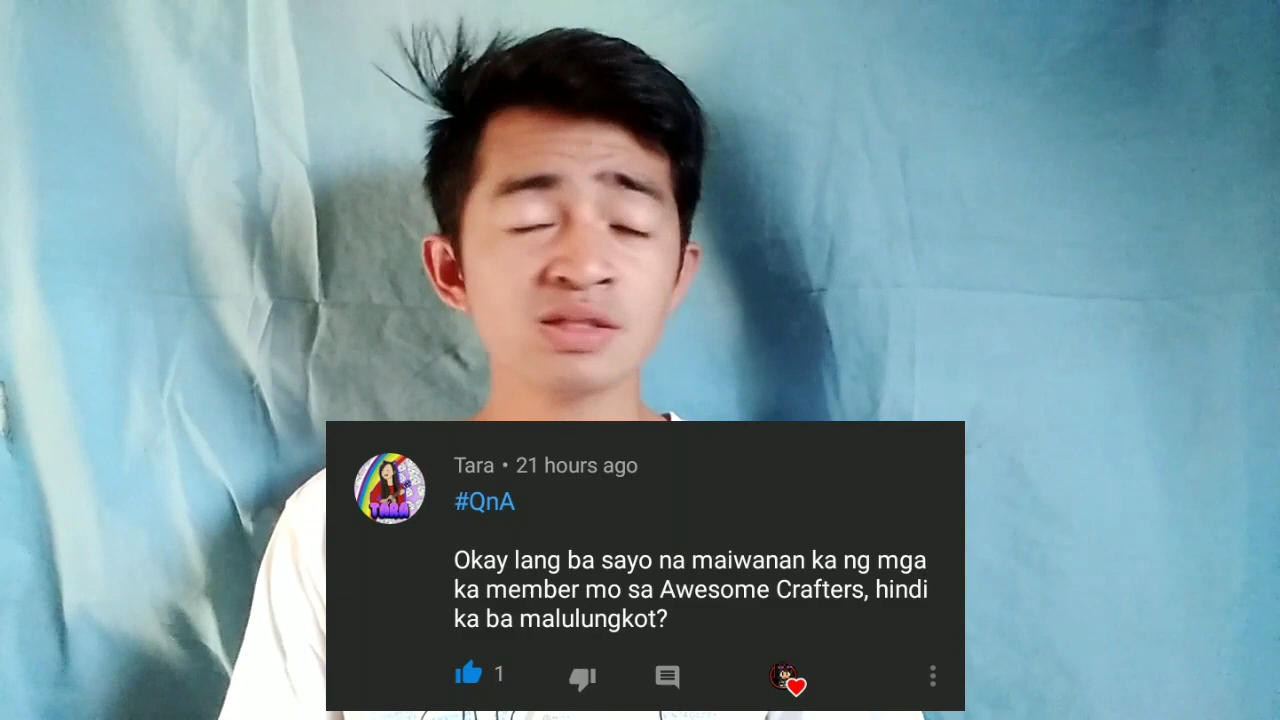 Tara • 21 hours ago
#QnA
Okay lang ba sayo na maiwanan ka ng mga
ka member mo sa Awesome Crafters, hindi
ka ba malulungkot?
1
TARA